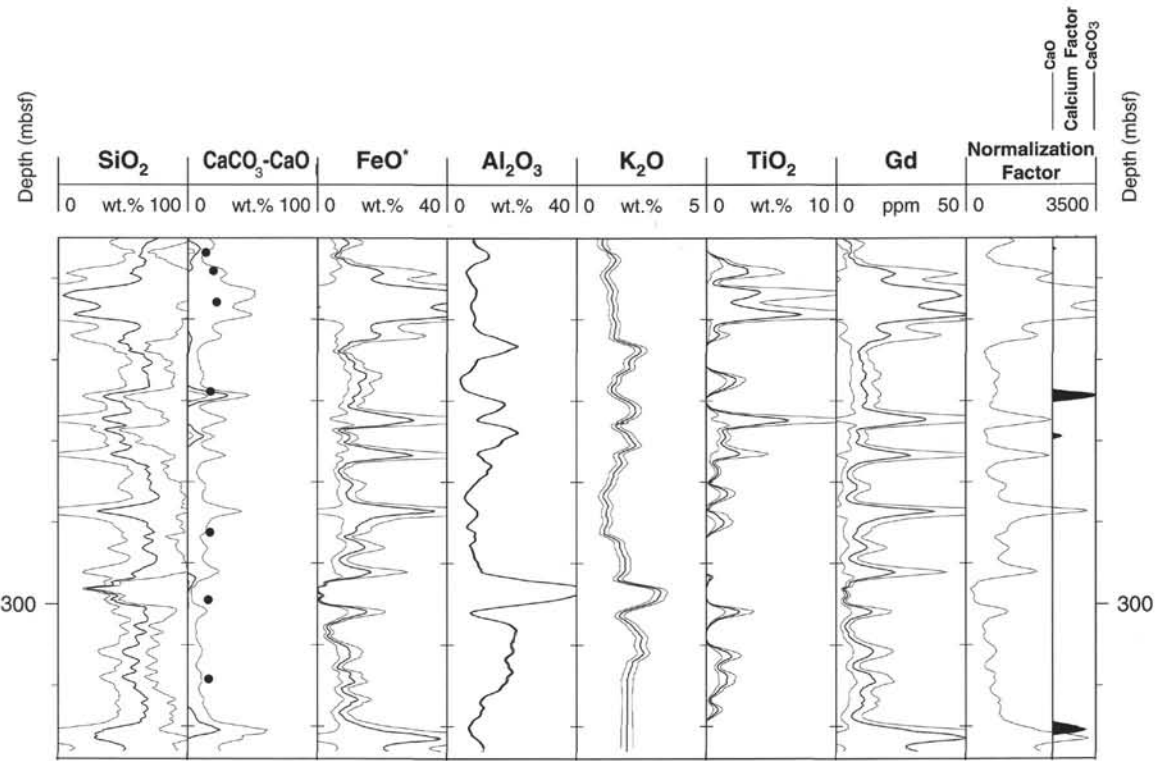 CaO
Calcium Factor
CaCO3
Depth (mbsf)
SiO2
CaCO3-CaO
FeO*
Al2O3
K2O
TiO2
Gd
Normalization
Factor
Depth (mbsf)
0 wt.% 100
0 wt.% 100
0 wt.% 40
0 wt.% 40
0 wt.% 5
0 wt.% 10
0 ppm 50
0 3500
300
300